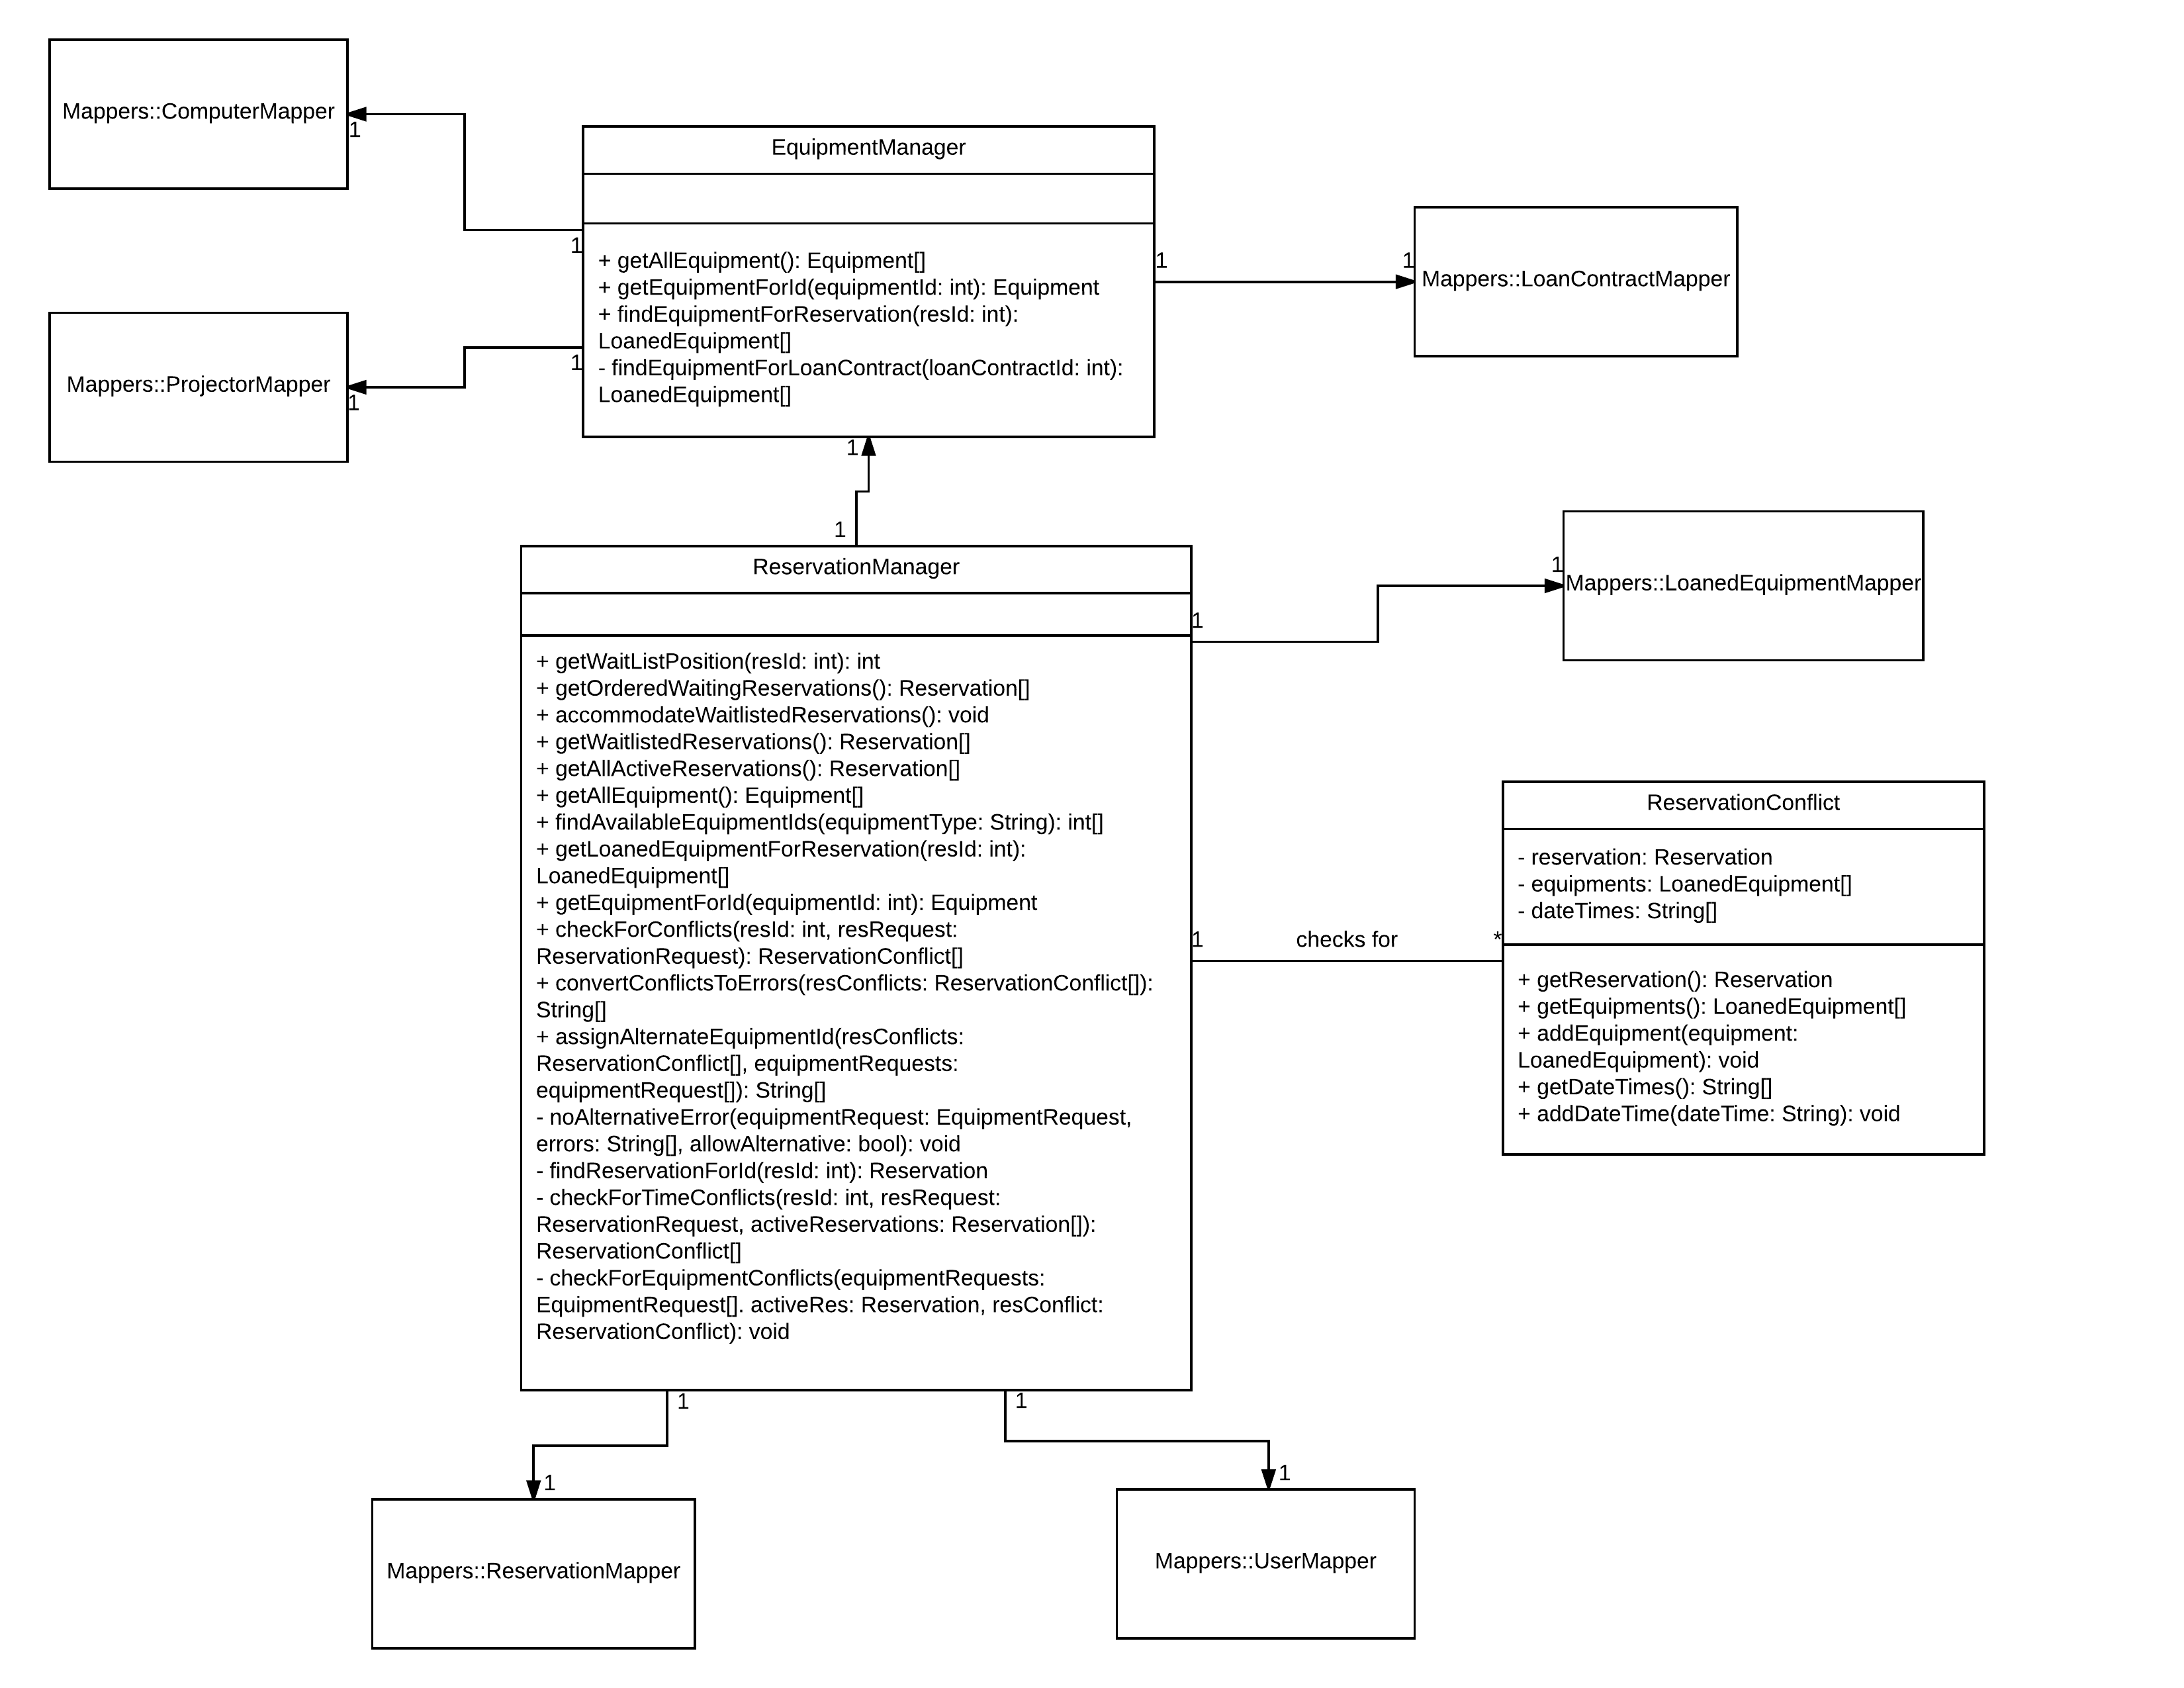 Mappers::ComputerMapper
1
EquipmentManager
1
+ getAllEquipment(): Equipment[]
+ getEquipmentForId(equipmentId: int): Equipment
+ findEquipmentForReservation(resId: int):
LoanedEquipment[]
- findEquipmentForLoanContract(loanContractId: int):
LoanedEquipment[]
1
1
Mappers::LoanContractMapper
1
Mappers::ProjectorMapper
1
1
1
ReservationManager
1
1
Mappers::LoanedEquipmentMapper
+ getWaitListPosition(resId: int): int
+ getOrderedWaitingReservations(): Reservation[]
+ accommodateWaitlistedReservations(): void
+ getWaitlistedReservations(): Reservation[]
+ getAllActiveReservations(): Reservation[]
+ getAllEquipment(): Equipment[]
+ findAvailableEquipmentIds(equipmentType: String): int[]
+ getLoanedEquipmentForReservation(resId: int):
LoanedEquipment[]
+ getEquipmentForId(equipmentId: int): Equipment
+ checkForConflicts(resId: int, resRequest:
ReservationRequest): ReservationConflict[]
+ convertConflictsToErrors(resConflicts: ReservationConflict[]):
String[]
+ assignAlternateEquipmentId(resConflicts:
ReservationConflict[], equipmentRequests:
equipmentRequest[]): String[]
- noAlternativeError(equipmentRequest: EquipmentRequest,
errors: String[], allowAlternative: bool): void
- findReservationForId(resId: int): Reservation
- checkForTimeConflicts(resId: int, resRequest:
ReservationRequest, activeReservations: Reservation[]):
ReservationConflict[]
- checkForEquipmentConflicts(equipmentRequests:
EquipmentRequest[]. activeRes: Reservation, resConflict:
ReservationConflict): void
1 checks for *
ReservationConflict
- reservation: Reservation
- equipments: LoanedEquipment[]
- dateTimes: String[]
+ getReservation(): Reservation
+ getEquipments(): LoanedEquipment[]
+ addEquipment(equipment:
LoanedEquipment): void
+ getDateTimes(): String[]
+ addDateTime(dateTime: String): void
1
1
1
1
Mappers::ReservationMapper
Mappers::UserMapper